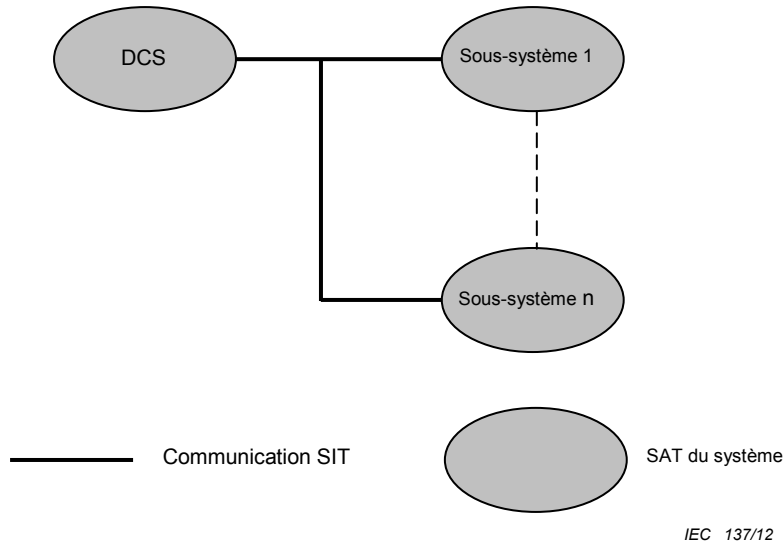 DCS
Sous-système 1
Sous-système n
Communication SIT
SAT du système
IEC 137/12